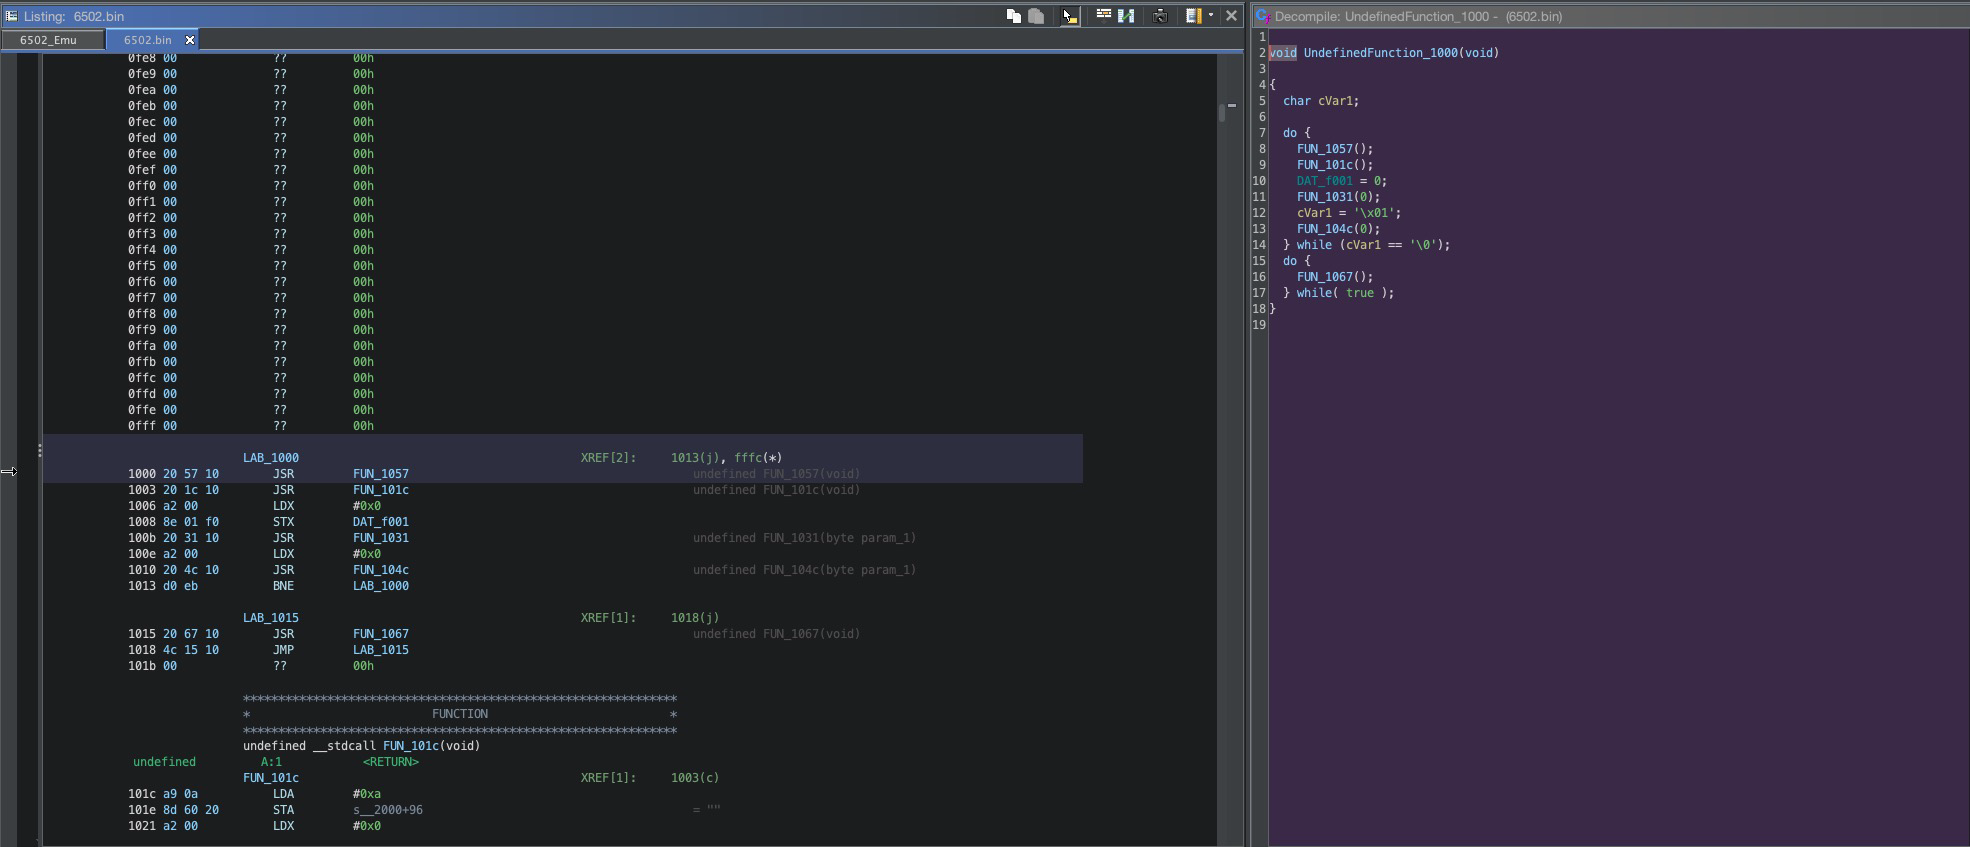 Listing: 6502.bin
6502_Emu 6502.bin
0fe8 00 ?? 00h
0fe9 00 ?? 00h
0fea 00 ?? 00h
0feb 00 ?? 00h
0fec 00 ?? 00h
0fed 00 ?? 00h
0fee 00 ?? 00h
0fef 00 ?? 00h
0ff0 00 ?? 00h
0ff1 00 ?? 00h
0ff2 00 ?? 00h
0ff3 00 ?? 00h
0ff4 00 ?? 00h
0ff5 00 ?? 00h
0ff6 00 ?? 00h
0ff7 00 ?? 00h
0ff8 00 ?? 00h
0ff9 00 ?? 00h
0ffa 00 ?? 00h
0ffb 00 ?? 00h
0ffc 00 ?? 00h
0ffd 00 ?? 00h
0ffe 00 ?? 00h
0fff 00 ?? 00h
LAB_1000 XREF[2]: 1013(j), fffc(*)
1000 20 57 10 JSR FUN_1057 undefined FUN_1057(void)
1003 20 1c 10 JSR FUN_101c undefined FUN_101c(void)
1006 a2 00 LDX #0x0
1008 8e 01 f0 STX DAT_f001
100b 20 31 10 JSR FUN_1031 undefined FUN_1031(byte param_1)
100e a2 00 LDX #0x0
1010 20 4c 10 JSR FUN_104c undefined FUN_104c(byte param_1)
1013 d0 eb BNE LAB_1000
LAB_1015 XREF[1]: 1018(j)
1015 20 67 10 JSR FUN_1067 undefined FUN_1067(void)
1018 4c 15 10 JMP LAB_1015
101b 00 ?? 00h
**************************************************************
* FUNCTION *
**************************************************************
undefined __stdcall FUN_101c(void)
undefined A:1 <RETURN>
FUN_101c XREF[1]: 1003(c)
101c a9 0a LDA #0xa
101e 8d 60 20 STA s__2000+96 = ""
1021 a2 00 LDX #0x0
Decompile: UndefinedFunction_1000 - (6502.bin)
1
2 void UndefinedFunction_1000(void)
3
4 {
5 char cVar1;
6
7 do {
8 FUN_1057();
9 FUN_101c();
10 DAT_f001 = 0;
11 FUN_1031(0);
12 cVar1 = '\x01';
13 FUN_104c(0);
14 } while (cVar1 == '\0');
15 do {
16 FUN_1067();
17 } while( true );
18 }
19